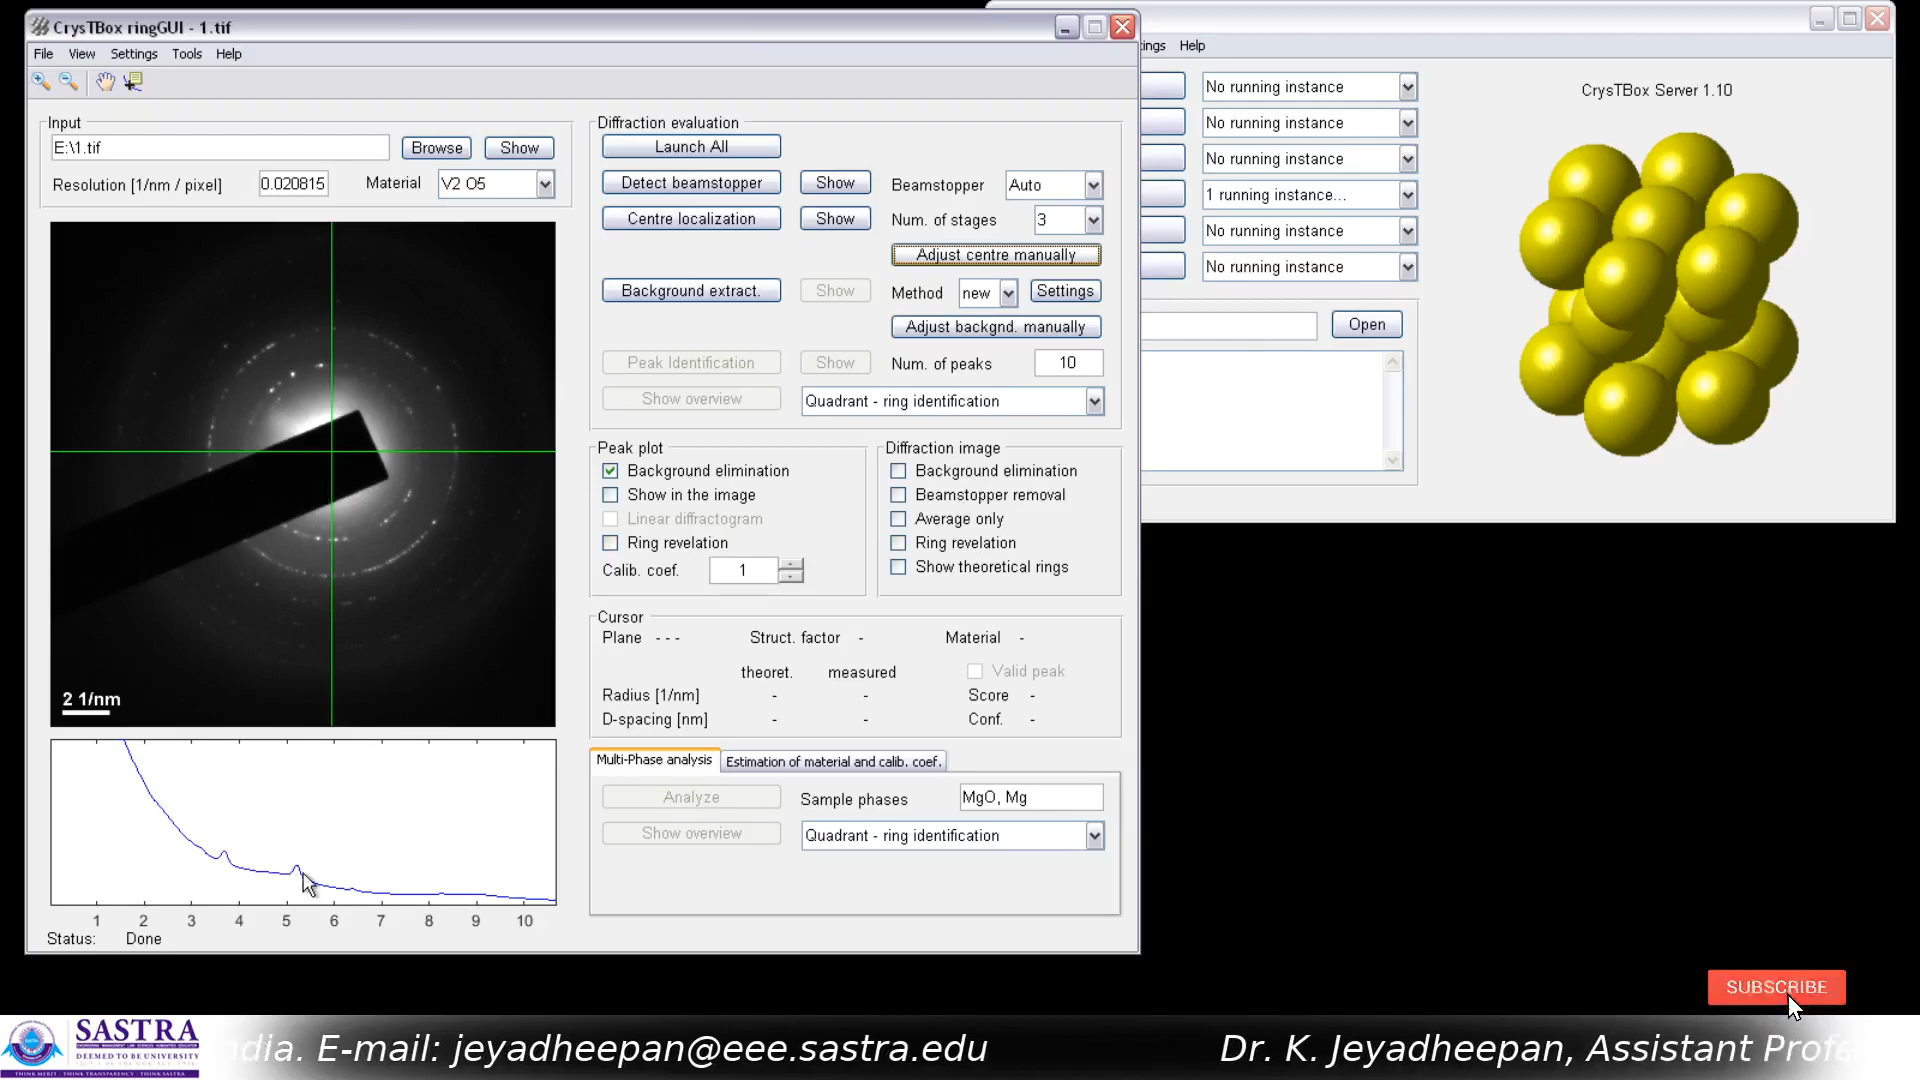 CrysTBox ringGUI - 1.tif
File View Settings Tools Help
Input
E:\1.tif Browse Show
Resolution [1/nm / pixel] 0.020815 Material V2 O5
2 1/nm
1 2 3 4 5 6 7 8 9 10
Status: Done
Diffraction evaluation
Launch All
Detect beamstopper Show Beamstopper Auto
Centre localization Show Num. of stages 3
Adjust centre manually
Background extract. Show Method new Settings
Adjust backgnd. manually
Peak Identification Show Num. of peaks 10
Show overview Quadrant - ring identification
Peak plot
Background elimination
Show in the image
Linear diffractogram
Ring revelation
Calib. coef. 1
Diffraction image
Background elimination
Beamstopper removal
Average only
Ring revelation
Show theoretical rings
Cursor
Plane - - - Struct. factor - Material -
theoret. measured Valid peak
Radius [1/nm] - - Score -
D-spacing [nm] - - Conf. -
Multi-Phase analysis Estimation of material and calib. coef.
Analyze Sample phases MgO, Mg
Show overview Quadrant - ring identification
ings Help
No running instance
No running instance
No running instance
1 running instance...
No running instance
No running instance
Open
CrysTBox Server 1.10
SUBSCRIBE
SASTRA
DEEMED TO BE UNIVERSITY
THINK MERIT · THINK TRANSPARENCY · THINK SASTRA
dia. E-mail: jeyadheepan@eee.sastra.edu Dr. K. Jeyadheepan, Assistant Profe